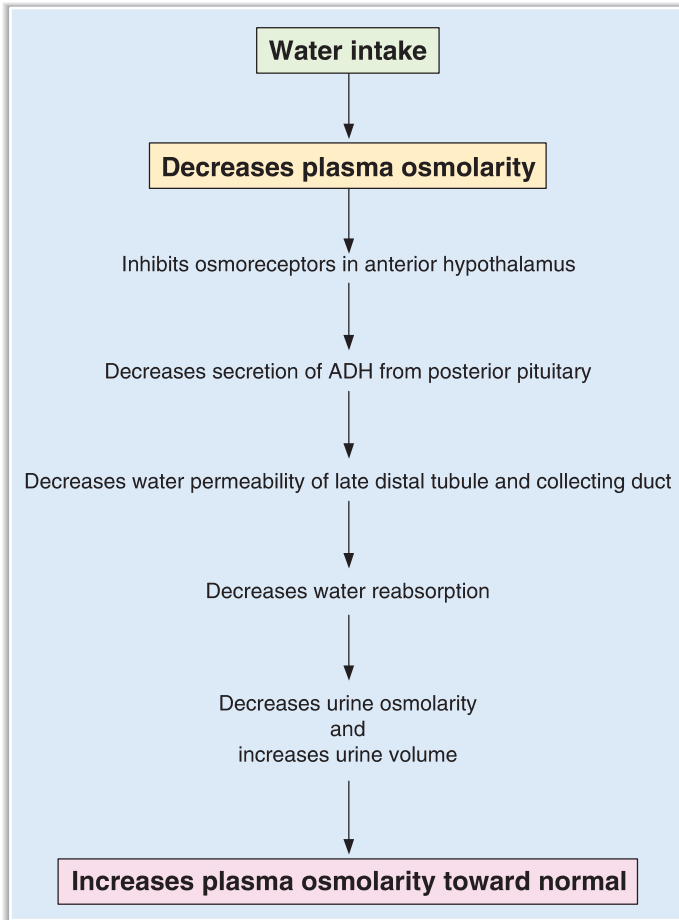 Water intake
Decreases plasma osmolarity
Inhibits osmoreceptors in anterior hypothalamus
Decreases secretion of ADH from posterior pituitary
Decreases water permeability of late distal tubule and collecting duct
Decreases water reabsorption
Decreases urine osmolarity
and
increases urine volume
Increases plasma osmolarity toward normal